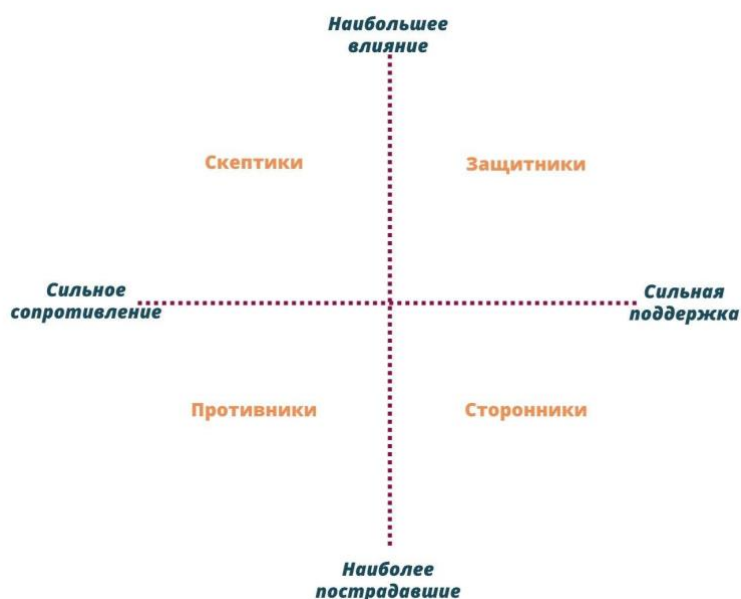 Наибольшее
влияние
Скептики
Защитники
Сильное
сопротивление
Сильная
поддержка
Противники
Сторонники
Наиболее
пострадавшие